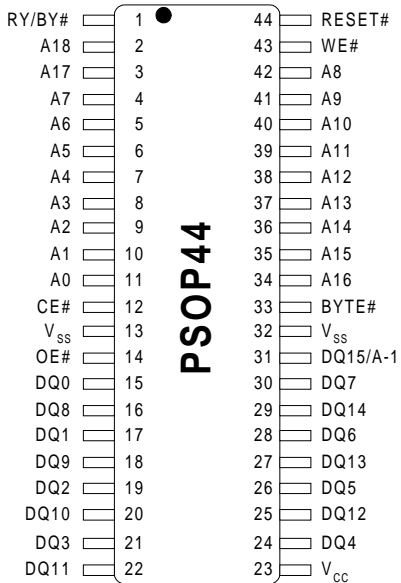 RY/BY# 1 44 RESET#
A18 2 43 WE#
A17 3 42 A8
A7 4 41 A9
A6 5 40 A10
A5 6 39 A11
A4 7 38 A12
A3 8 37 A13
A2 9 36 A14
A1 10 35 A15
A0 11 34 A16
CE# 12 33 BYTE#
VSS 13 32 VSS
OE# 14 31 DQ15/A-1
DQ0 15 30 DQ7
DQ8 16 29 DQ14
DQ1 17 28 DQ6
DQ9 18 27 DQ13
DQ2 19 26 DQ5
DQ10 20 25 DQ12
DQ3 21 24 DQ4
DQ11 22 23 VCC
PSOP44